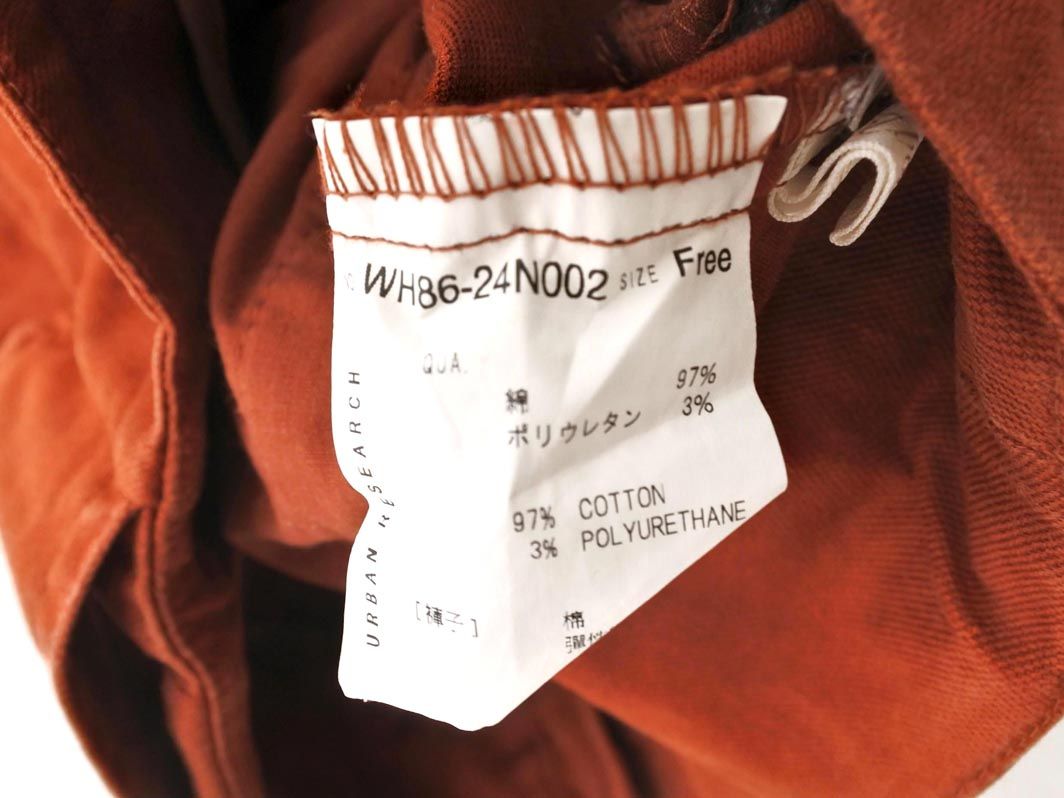 NO. WH86-24N002 SIZE Free
QUA.
綿 97%
ポリウレタン 3%
97% COTTON
3% POLYURETHANE
[褲子]
棉
URBAN RESEARCH